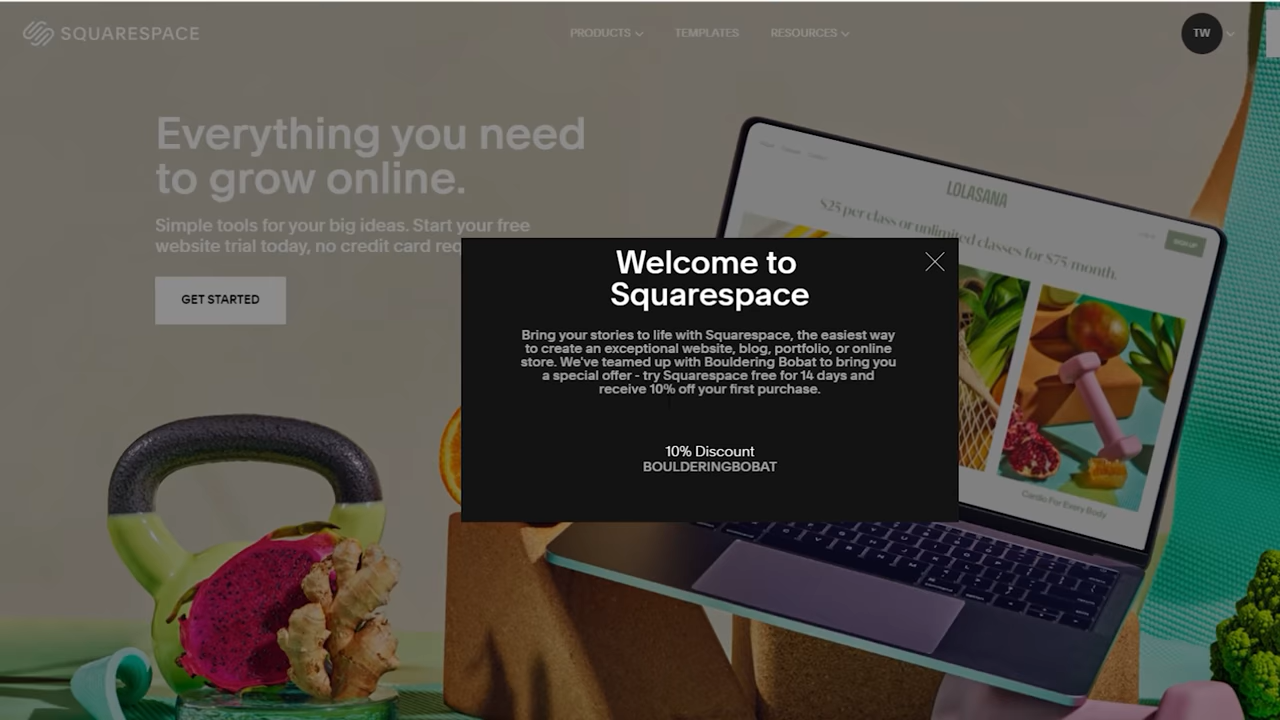 SQUARESPACE
PRODUCTS
TEMPLATES
RESOURCES
TW
Everything you need
to grow online.
Simple tools for your big ideas. Start your free
website trial today, no credit card
GET STARTED
Welcome to
Squarespace
Bring your stories to life with Squarespace, the easiest way
to create an exceptional website, blog, portfolio, or online
store. We've teamed up with Bouldering Bobat to bring you
a special offer - try Squarespace free for 14 days and
receive 10% off your first purchase.
10% Discount
BOULDERINGBOBAT
LOLASANA
$25 per class or unlimited classes for $75 month.
SIGN UP
Cardio For Every Body